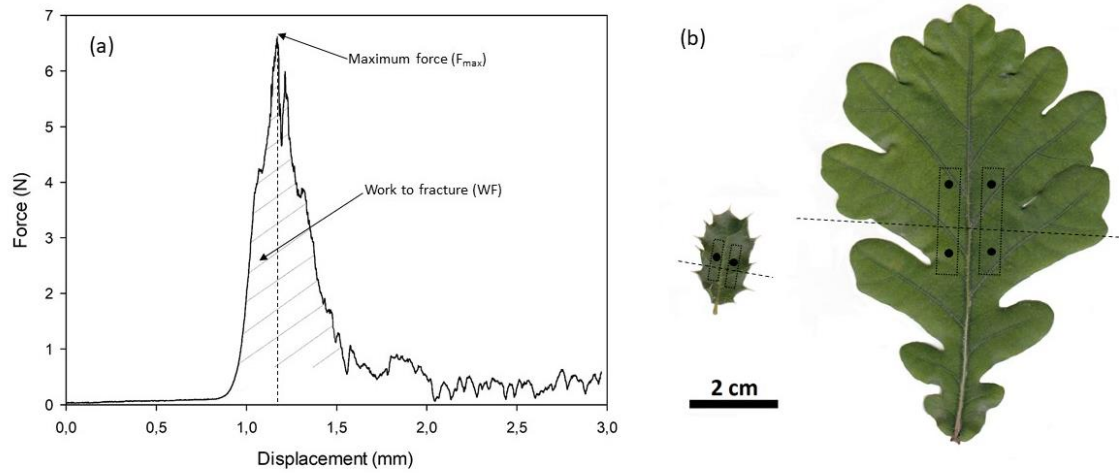 (a)
Maximum force (Fmax)
Work to fracture (WF)
Force (N)
7
6
5
4
3
2
1
0
0,0 0,5 1,0 1,5 2,0 2,5 3,0
Displacement (mm)
(b)
2 cm